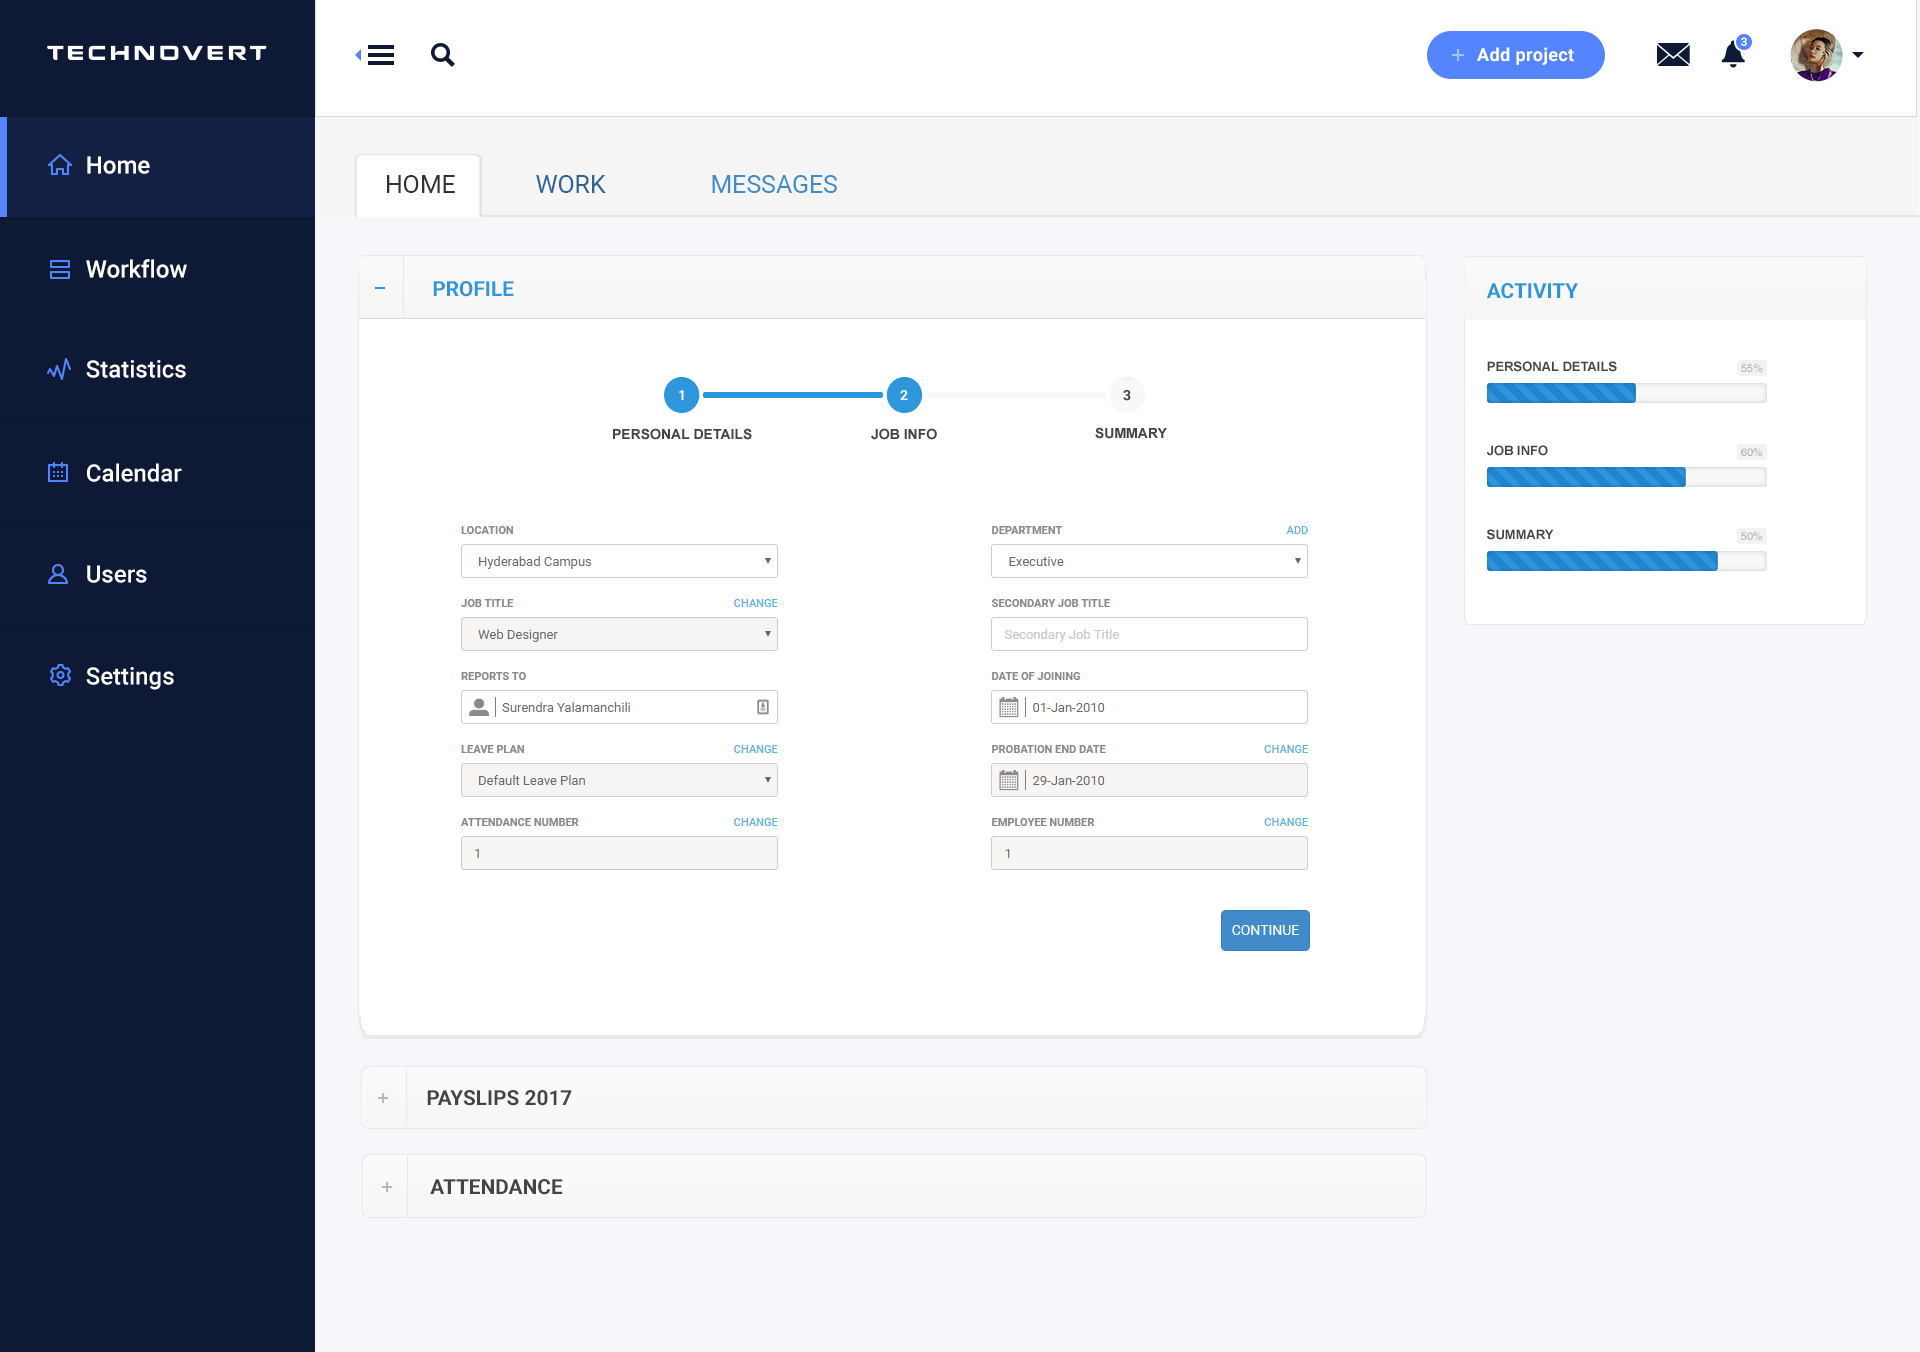 TECHNOVERT
Add project
3
Home
Workflow
Statistics
Calendar
Users
Settings
HOME
WORK
MESSAGES
PROFILE
1
2
3
PERSONAL DETAILS
JOB INFO
SUMMARY
LOCATION
Hyderabad Campus
DEPARTMENT
ADD
Executive
JOB TITLE
CHANGE
Web Designer
SECONDARY JOB TITLE
Secondary Job Title
REPORTS TO
Surendra Yalamanchili
DATE OF JOINING
01-Jan-2010
LEAVE PLAN
CHANGE
Default Leave Plan
PROBATION END DATE
CHANGE
29-Jan-2010
ATTENDANCE NUMBER
CHANGE
1
EMPLOYEE NUMBER
CHANGE
1
CONTINUE
PAYSLIPS 2017
ATTENDANCE
ACTIVITY
PERSONAL DETAILS
55%
JOB INFO
60%
SUMMARY
50%